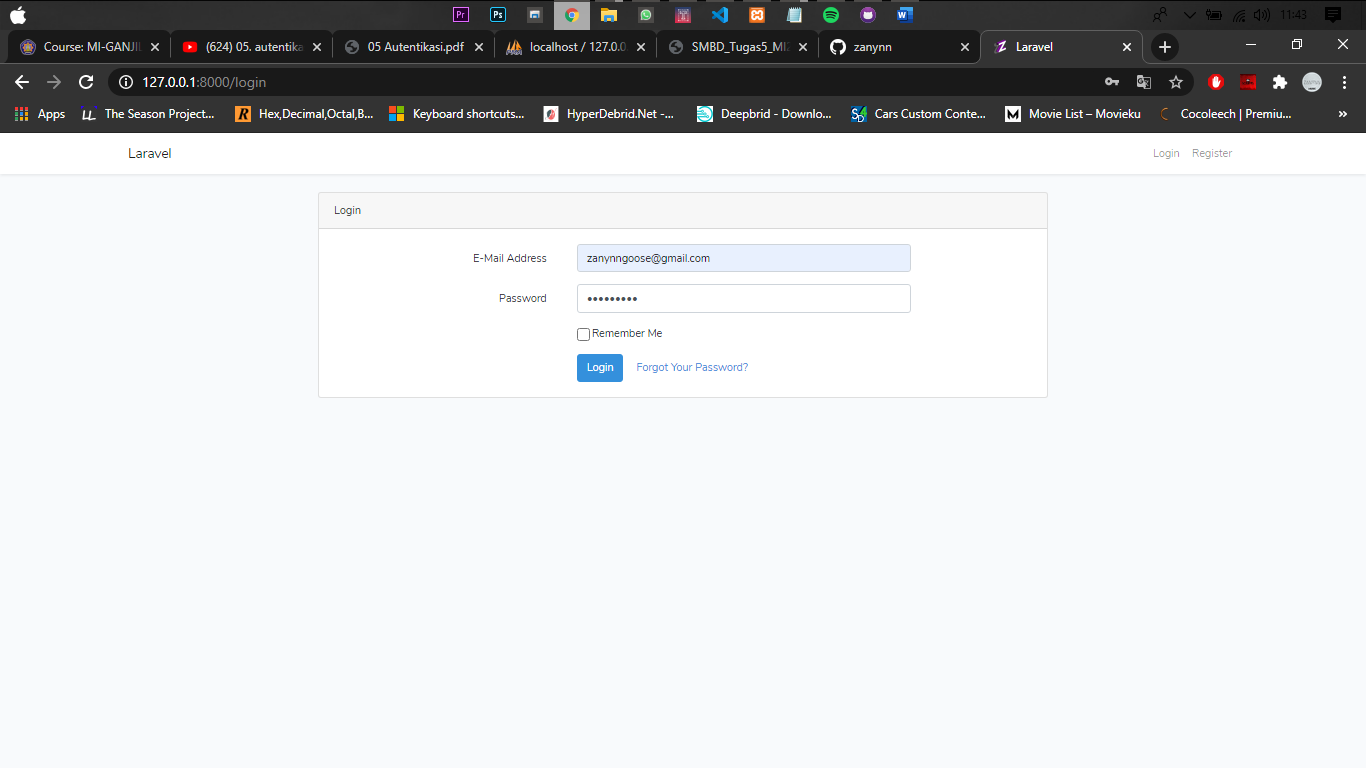 Pr Ps 11:43
Course: MI-GANJIL (624) 05. autentika 05 Autentikasi.pdf localhost / 127.0.0 SMBD_Tugas5_MI2 zanynn Laravel
127.0.0.1:8000/login
Apps The Season Project... Hex,Decimal,Octal,B... Keyboard shortcuts... HyperDebrid.Net -... Deepbrid - Downlo... Cars Custom Conte... Movie List – Movieku Cocoleech | Premiu... »
Laravel Login Register
Login
E-Mail Address zanynngoose@gmail.com
Password •••••••••
Remember Me
Login Forgot Your Password?